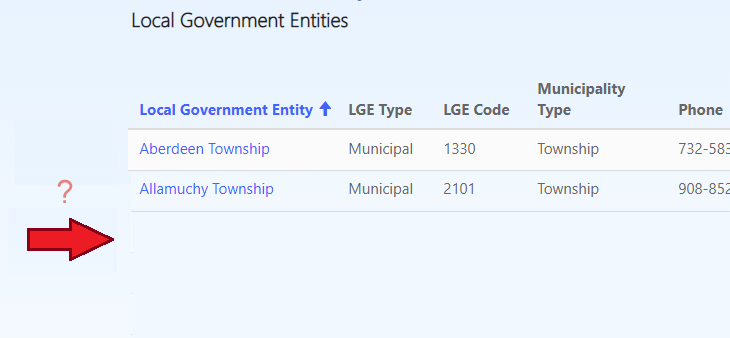 Local Government Entities
Municipality
Local Government Entity LGE Type LGE Code Type Phone
Aberdeen Township Municipal 1330 Township 732-583
?
Allamuchy Township Municipal 2101 Township 908-852